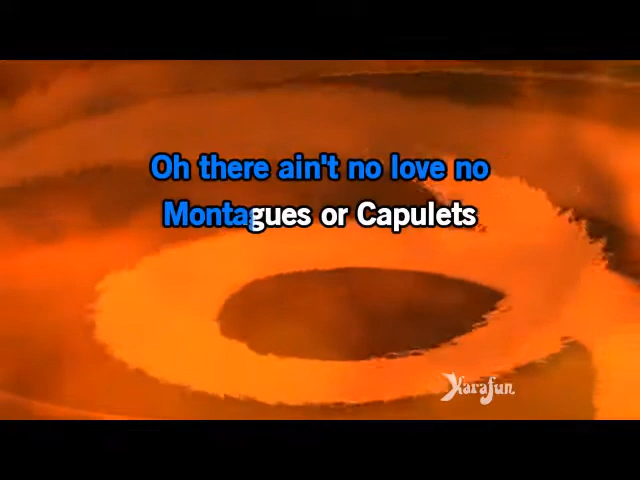 Oh there ain't no love no
Montagues or Capulets
Karafun